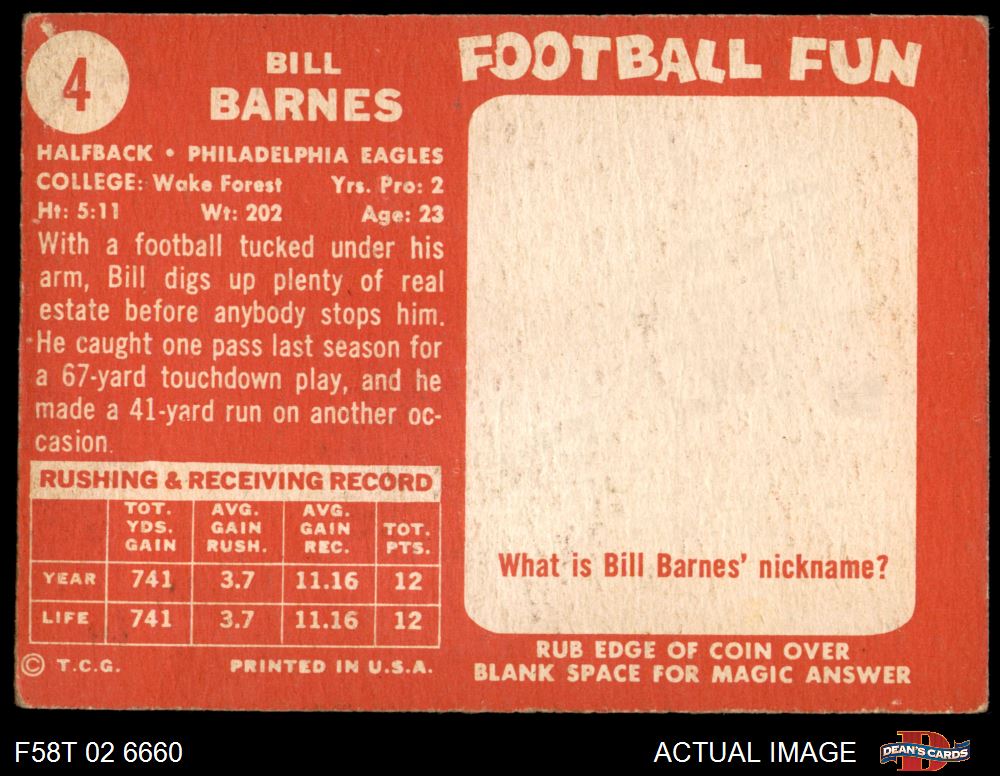 4
BILL
BARNES
HALFBACK • PHILADELPHIA EAGLES
COLLEGE: Wake Forest Yrs. Pro: 2
Ht: 5:11 Wt: 202 Age: 23
With a football tucked under his
arm, Bill digs up plenty of real
estate before anybody stops him.
He caught one pass last season for
a 67-yard touchdown play, and he
made a 41-yard run on another oc-
casion.
RUSHING & RECEIVING RECORD
TOT. YDS. GAIN AVG. GAIN RUSH. AVG. GAIN REC. TOT. PTS.
YEAR 741 3.7 11.16 12
LIFE 741 3.7 11.16 12
© T.C.G. PRINTED IN U.S.A.
FOOTBALL FUN
What is Bill Barnes' nickname?
RUB EDGE OF COIN OVER
BLANK SPACE FOR MAGIC ANSWER
F58T 02 6660 ACTUAL IMAGE
D
DEAN'S CARDS